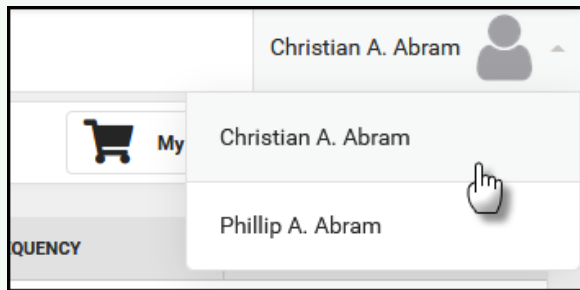 Christian A. Abram
Christian A. Abram
My
Phillip A. Abram
QUENCY